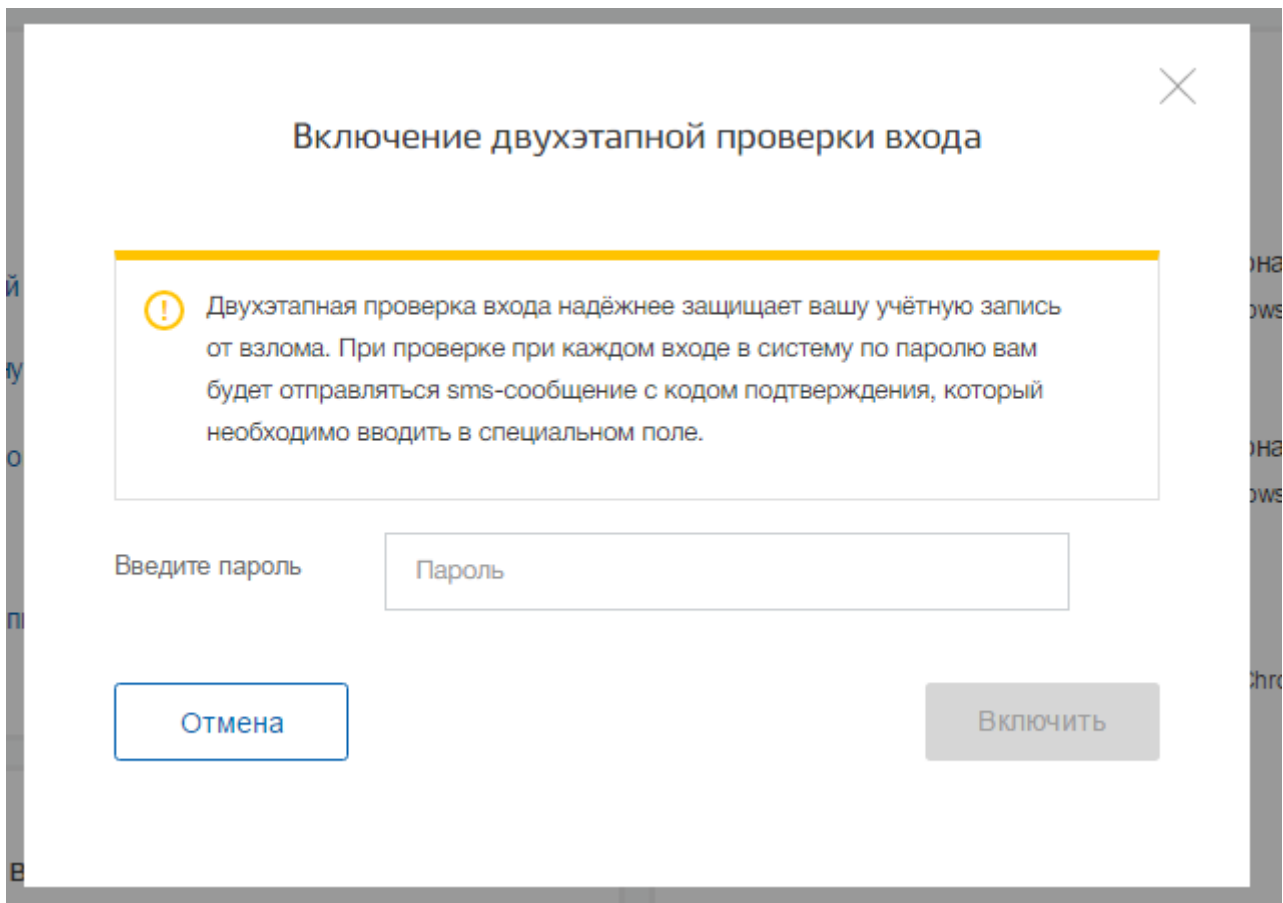 Включение двухэтапной проверки входа
Двухэтапная проверка входа надёжнее защищает вашу учётную запись
от взлома. При проверке при каждом входе в систему по паролю вам
будет отправляться sms-сообщение с кодом подтверждения, который
необходимо вводить в специальном поле.
Введите пароль
Пароль
Отмена
Включить